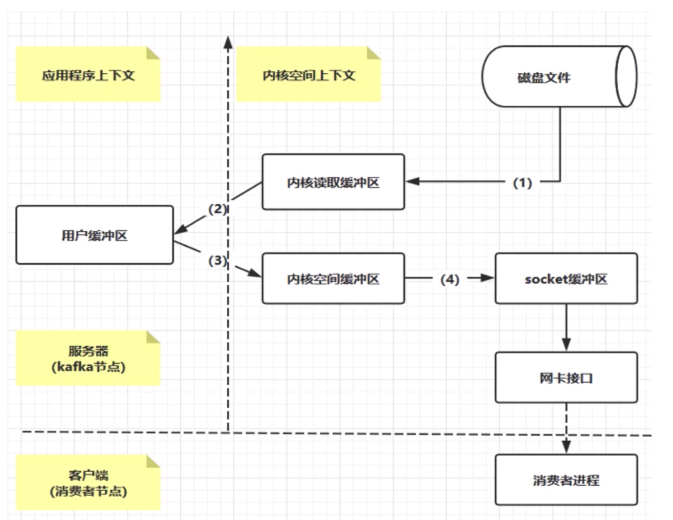 应用程序上下文
内核空间上下文
磁盘文件
内核读取缓冲区
(1)
(2)
用户缓冲区
(3)
内核空间缓冲区
(4)
socket缓冲区
服务器
(kafka节点)
网卡接口
客户端
(消费者节点)
消费者进程